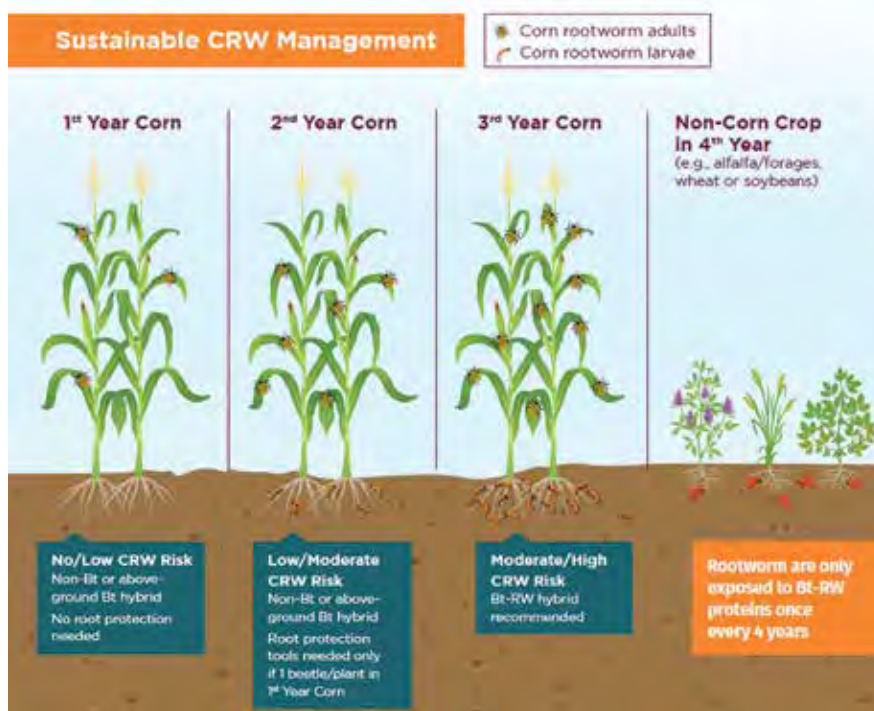 Sustainable CRW Management
Corn rootworm adults
Corn rootworm larvae
1st Year Corn
2nd Year Corn
3rd Year Corn
Non-Corn Crop
in 4th Year
(e.g., alfalfa/forages,
wheat or soybeans)
No/Low CRW Risk
Non-Bt or above-
ground Bt hybrid
No root protection
needed
Low/Moderate
CRW Risk
Non-Bt or above-
ground Bt hybrid
Root protection
tools needed only
if 1 beetle/plant in
1st Year Corn
Moderate/High
CRW Risk
Bt-RW hybrid
recommended
Rootworm are only
exposed to Bt-RW
proteins once
every 4 years